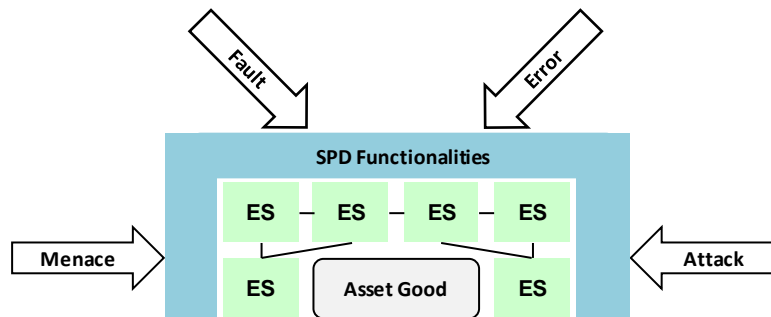 Fault
Error
SPD Functionalities
ES ES ES ES
Menace
Attack
ES
Asset Good
ES